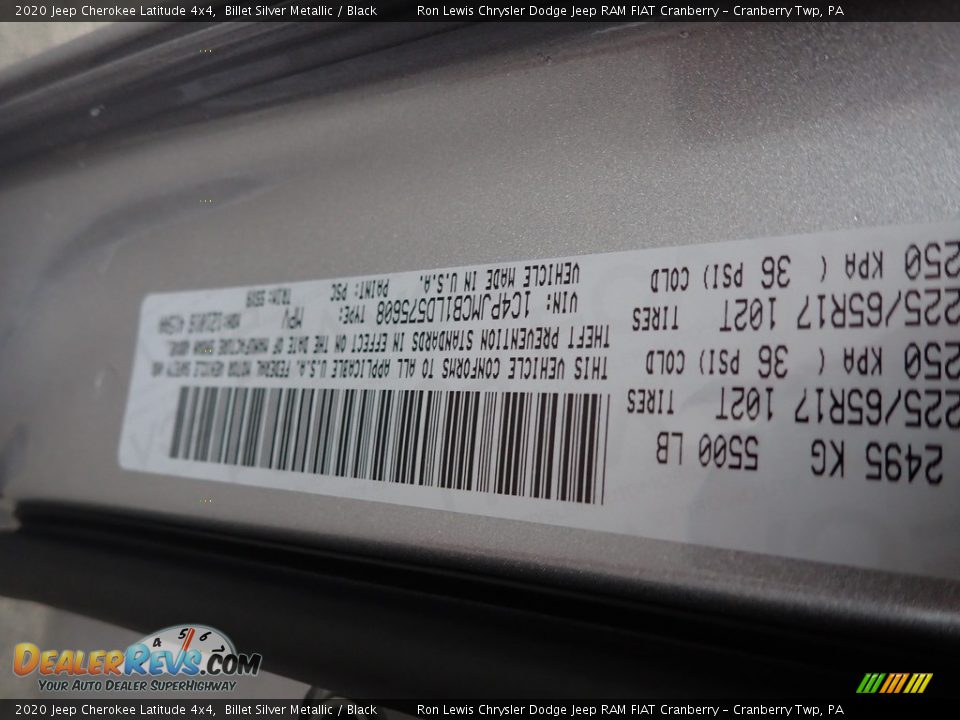 2020 Jeep Cherokee Latitude 4x4, Billet Silver Metallic / Black Ron Lewis Chrysler Dodge Jeep RAM FIAT Cranberry – Cranberry Twp, PA
2495 KG 5500 LB
225/65R17 102T TIRES
250 KPA ( 36 PSI) COLD
225/65R17 102T TIRES
250 KPA ( 36 PSI) COLD
THIS VEHICLE CONFORMS TO ALL APPLICABLE U.S.A. FEDERAL MOTOR VEHICLE SAFETY AND
THEFT PREVENTION STANDARDS IN EFFECT ON THE DATE OF MANUFACTURE SHOWN ABOVE.
VIN: 1C4PJMCB1LD575608 TYPE: MPV
VEHICLE MADE IN U.S.A. PAINT: PSC
DEALERREVS.COM
YOUR AUTO DEALER SUPERHIGHWAY
4 5 6
2020 Jeep Cherokee Latitude 4x4, Billet Silver Metallic / Black Ron Lewis Chrysler Dodge Jeep RAM FIAT Cranberry – Cranberry Twp, PA